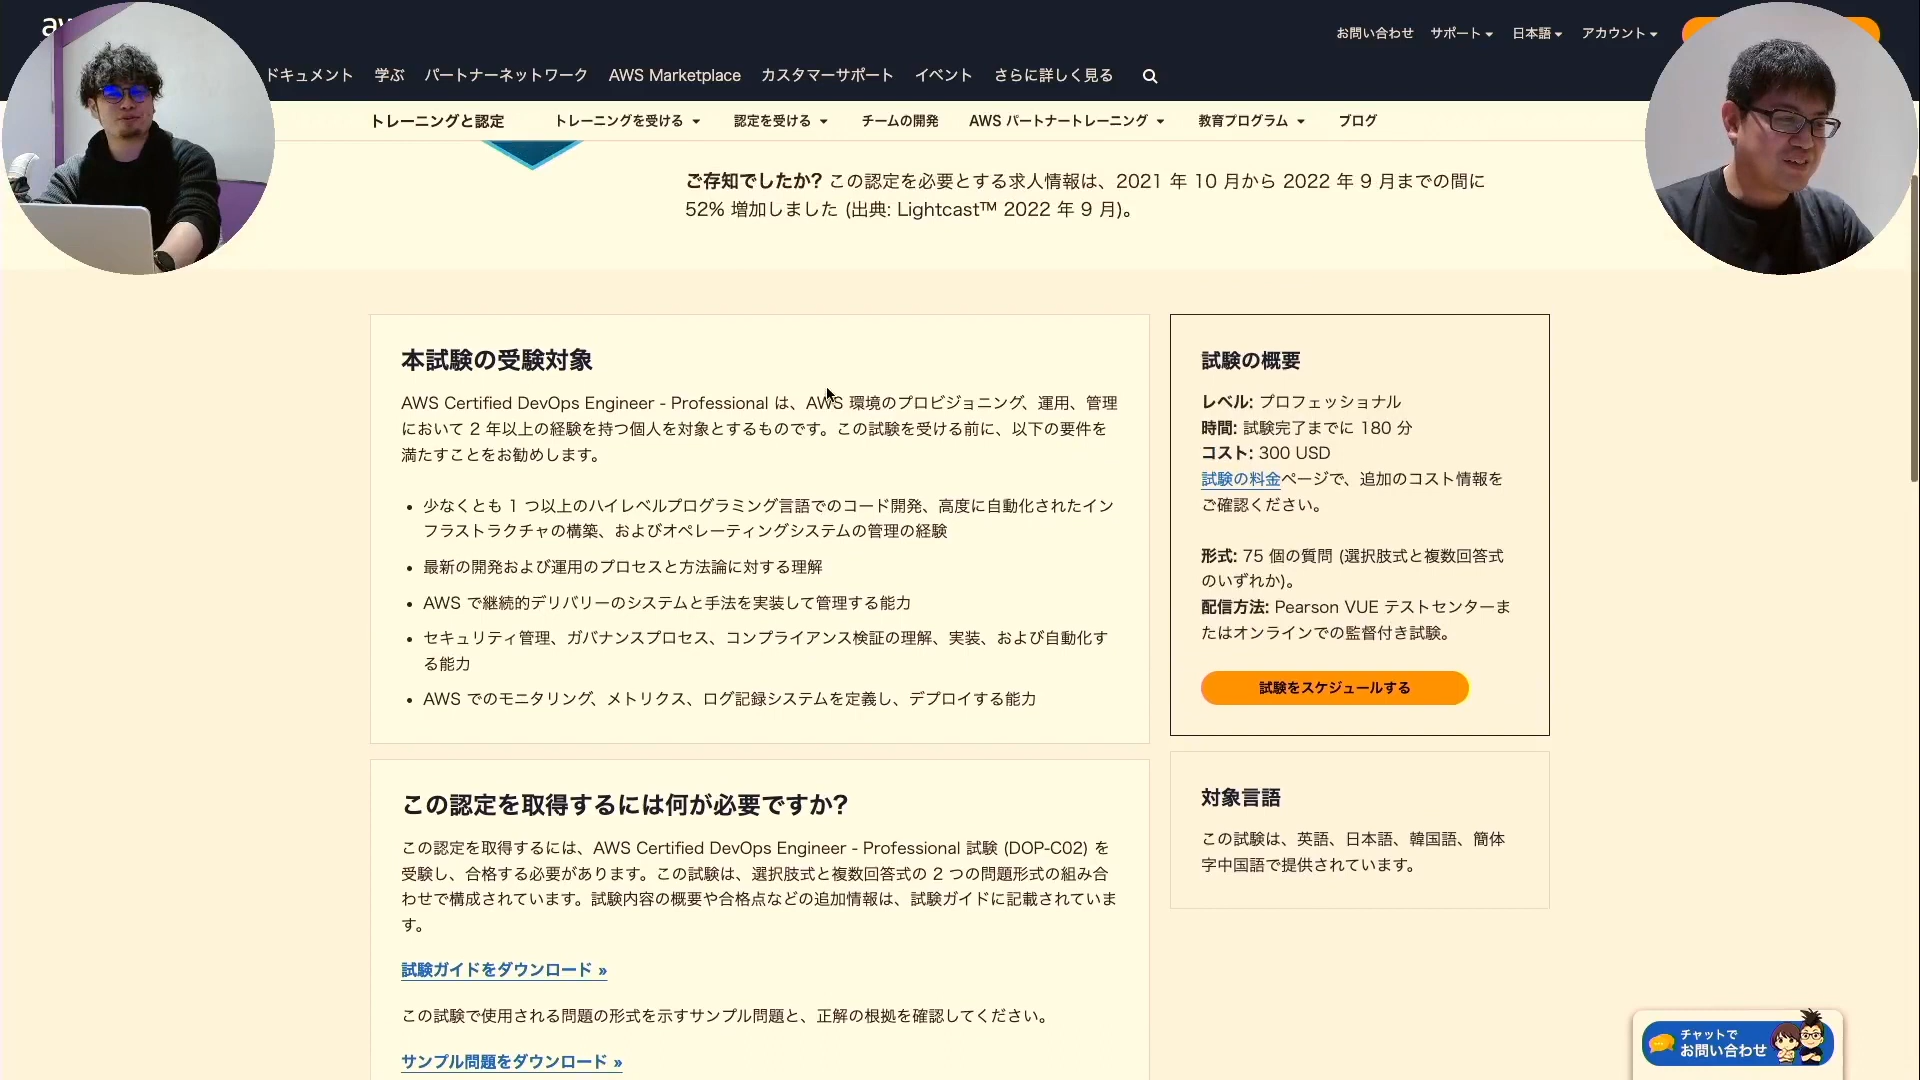 お問い合わせ サポート 日本語 アカウント
ドキュメント 学ぶ パートナーネットワーク AWS Marketplace カスタマーサポート イベント さらに詳しく見る
トレーニングと認定 トレーニングを受ける 認定を受ける チームの開発 AWS パートナートレーニング 教育プログラム ブログ
ご存知でしたか? この認定を必要とする求人情報は、2021 年 10 月から 2022 年 9 月までの間に
52% 増加しました (出典: Lightcast™ 2022 年 9 月)。
本試験の受験対象
AWS Certified DevOps Engineer - Professional は、AWS 環境のプロビジョニング、運用、管理
において 2 年以上の経験を持つ個人を対象とするものです。この試験を受ける前に、以下の要件を
満たすことをお勧めします。
• 少なくとも 1 つ以上のハイレベルプログラミング言語でのコード開発、高度に自動化されたイン
フラストラクチャの構築、およびオペレーティングシステムの管理の経験
• 最新の開発および運用のプロセスと方法論に対する理解
• AWS で継続的デリバリーのシステムと手法を実装して管理する能力
• セキュリティ管理、ガバナンスプロセス、コンプライアンス検証の理解、実装、および自動化す
る能力
• AWS でのモニタリング、メトリクス、ログ記録システムを定義し、デプロイする能力
この認定を取得するには何が必要ですか?
この認定を取得するには、AWS Certified DevOps Engineer - Professional 試験 (DOP-C02) を
受験し、合格する必要があります。この試験は、選択肢式と複数回答式の 2 つの問題形式の組み合
わせで構成されています。試験内容の概要や合格点などの追加情報は、試験ガイドに記載されていま
す。
試験ガイドをダウンロード »
この試験で使用される問題の形式を示すサンプル問題と、正解の根拠を確認してください。
サンプル問題をダウンロード »
試験の概要
レベル: プロフェッショナル
時間: 試験完了までに 180 分
コスト: 300 USD
試験の料金ページで、追加のコスト情報を
ご確認ください。
形式: 75 個の質問 (選択肢式と複数回答式
のいずれか)。
配信方法: Pearson VUE テストセンターま
たはオンラインでの監督付き試験。
試験をスケジュールする
対象言語
この試験は、英語、日本語、韓国語、簡体
字中国語で提供されています。
チャットで
お問い合わせ